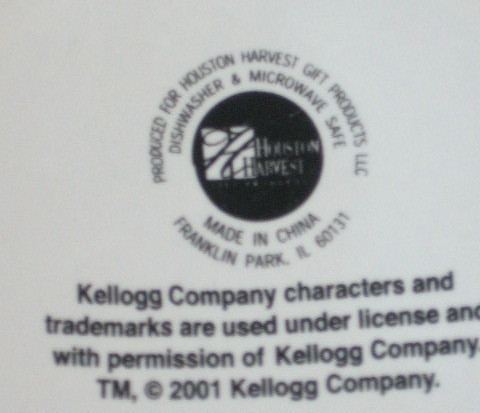 PRODUCED FOR HOUSTON HARVEST GIFT PRODUCTS LLC
DISHWASHER & MICROWAVE SAFE
HOUSTON
HARVEST
MADE IN CHINA
FRANKLIN PARK, IL 60131
Kellogg Company characters and
trademarks are used under license and
with permission of Kellogg Company.
TM, © 2001 Kellogg Company.